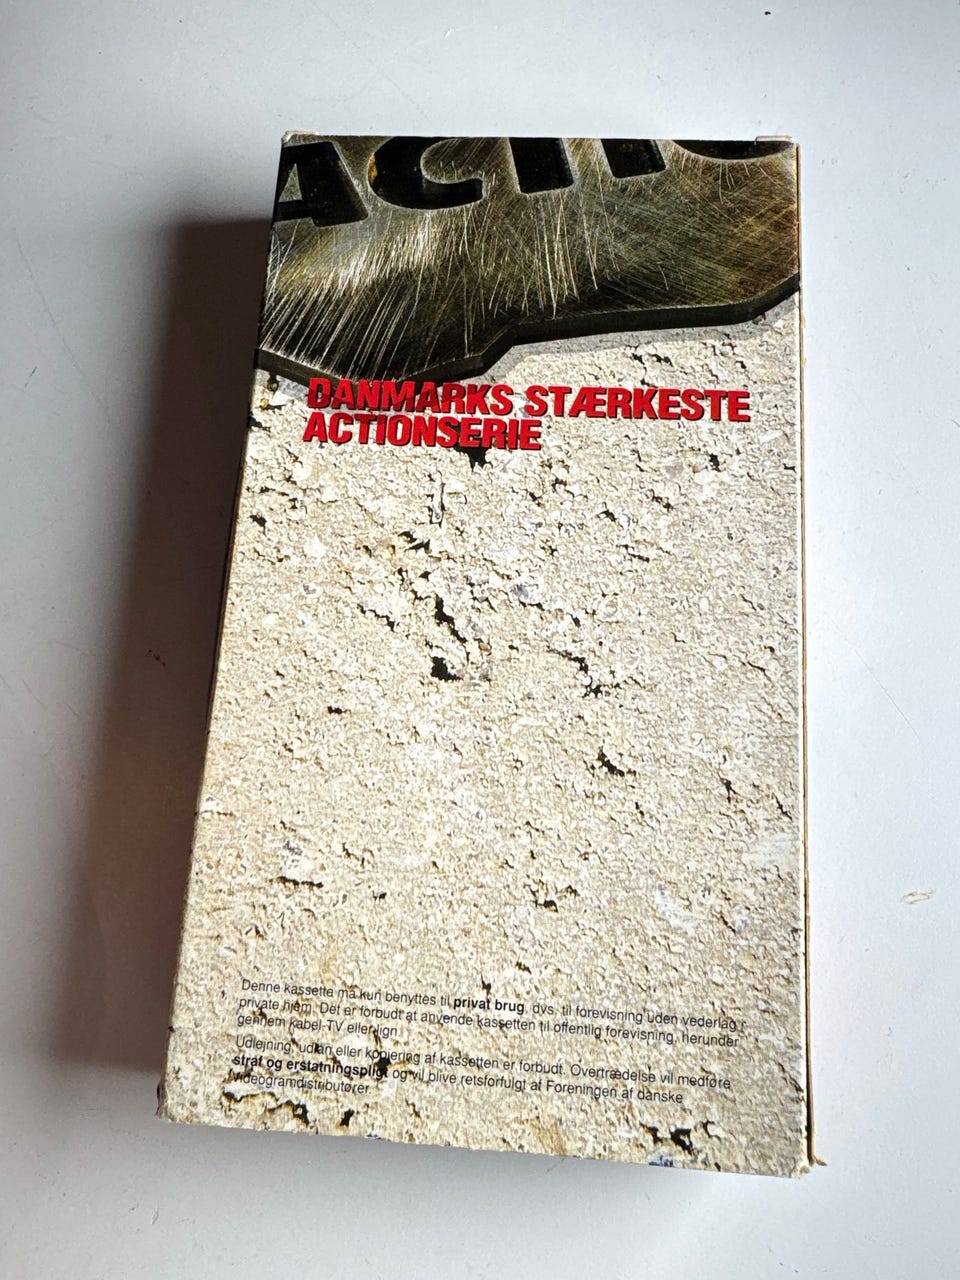 ACTIO
DANMARKS STÆRKESTE
ACTIONSERIE
Denne kassette må kun benyttes til privat brug, dvs. til forevisning uden vederlag i
private hjem. Det er forbudt at anvende kassetten til offentlig forevisning, herunder
gennem kabel-TV eller lign.
Udlejning, udlån eller kopiering af kassetten er forbudt. Overtrædelse vil medføre
straf og erstatningspligt og vil blive retsforfulgt af Foreningen af danske
Videogramdistributører.